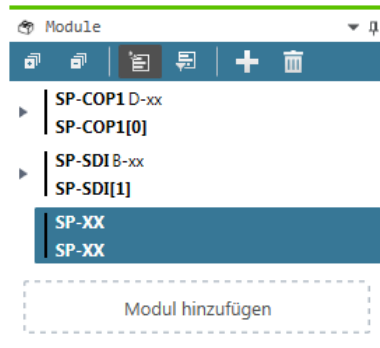 Module
SP-COP1 D-xx
SP-COP1[0]
SP-SDI B-xx
SP-SDI[1]
SP-XX
SP-XX
Modul hinzufügen